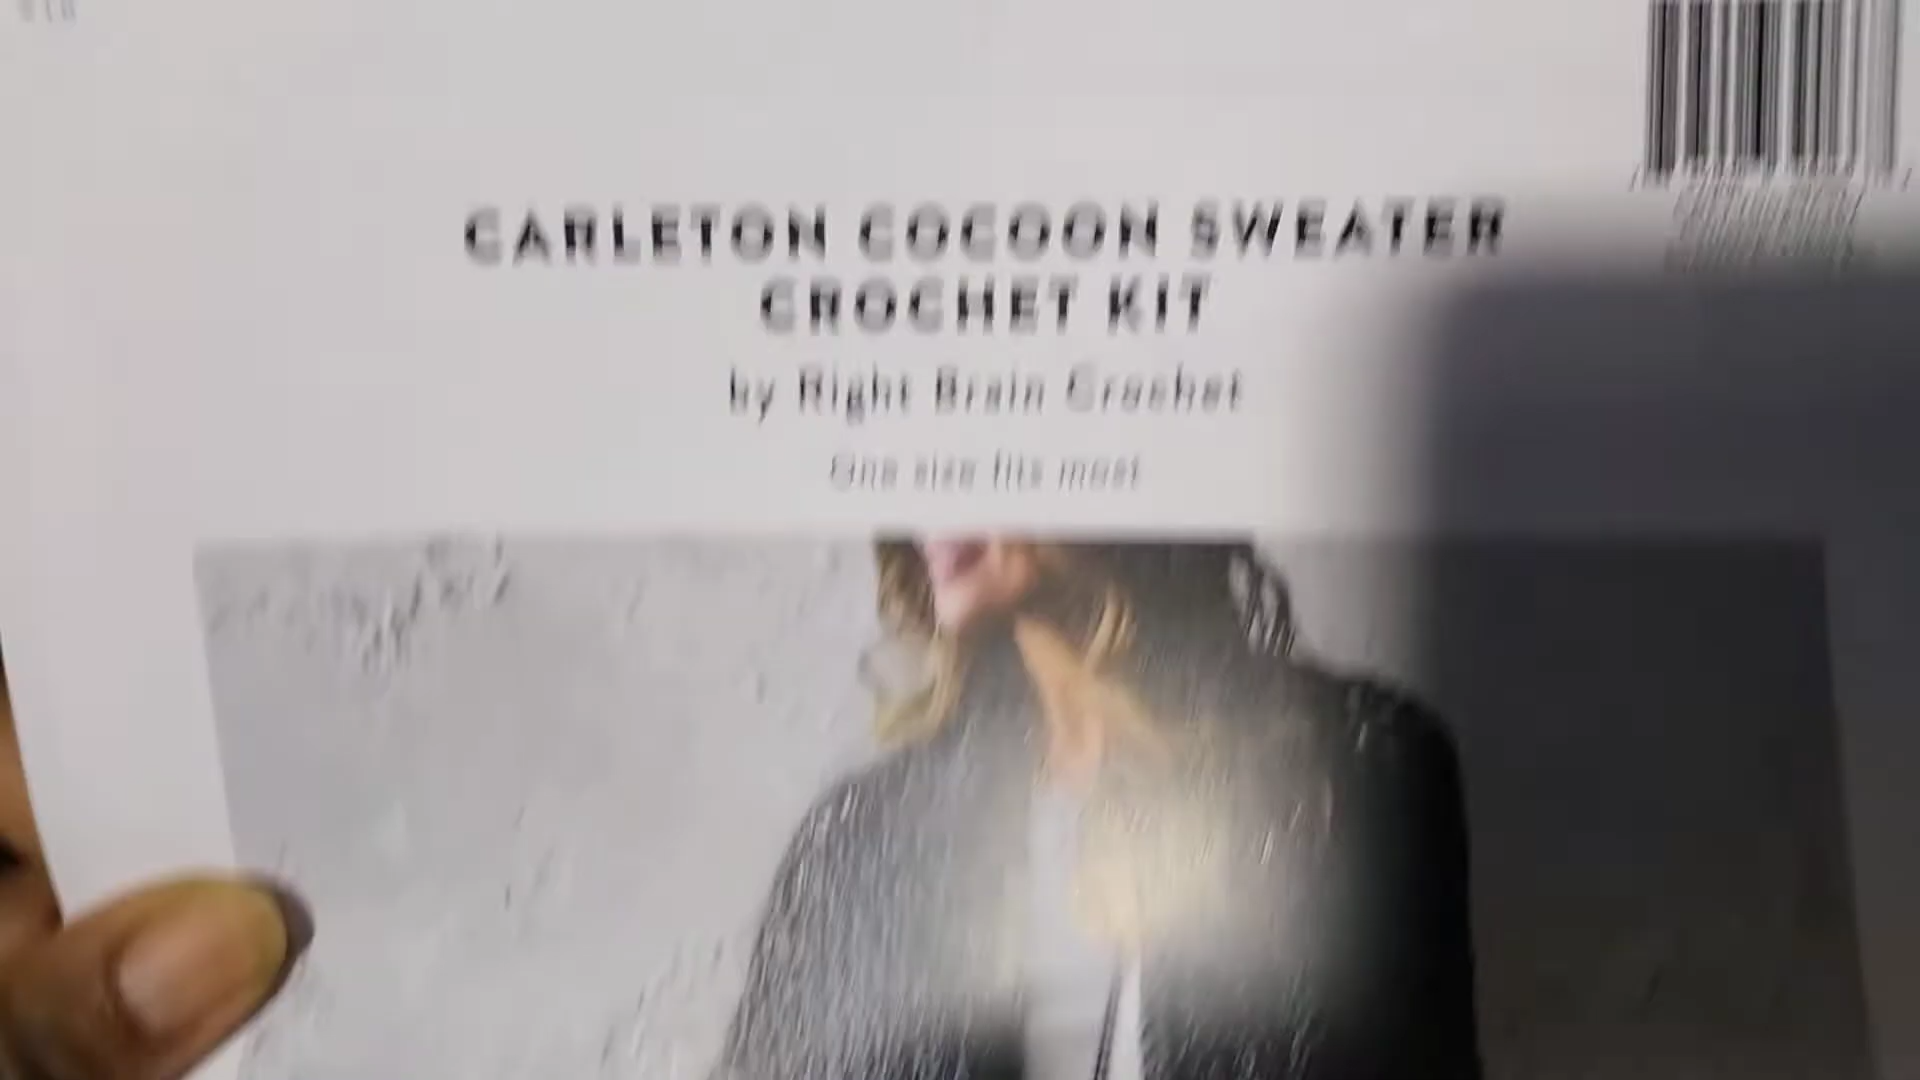 CARLETON COCOON SWEATER
CROCHET KIT
by Right Brain Crochet
One size fits most